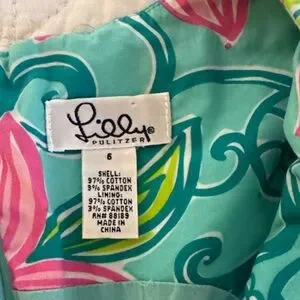 Lilly®
PULITZER
6
SHELL:
97% COTTON
3% SPANDEX
LINING:
97% COTTON
3% SPANDEX
RN# 88189
MADE IN
CHINA